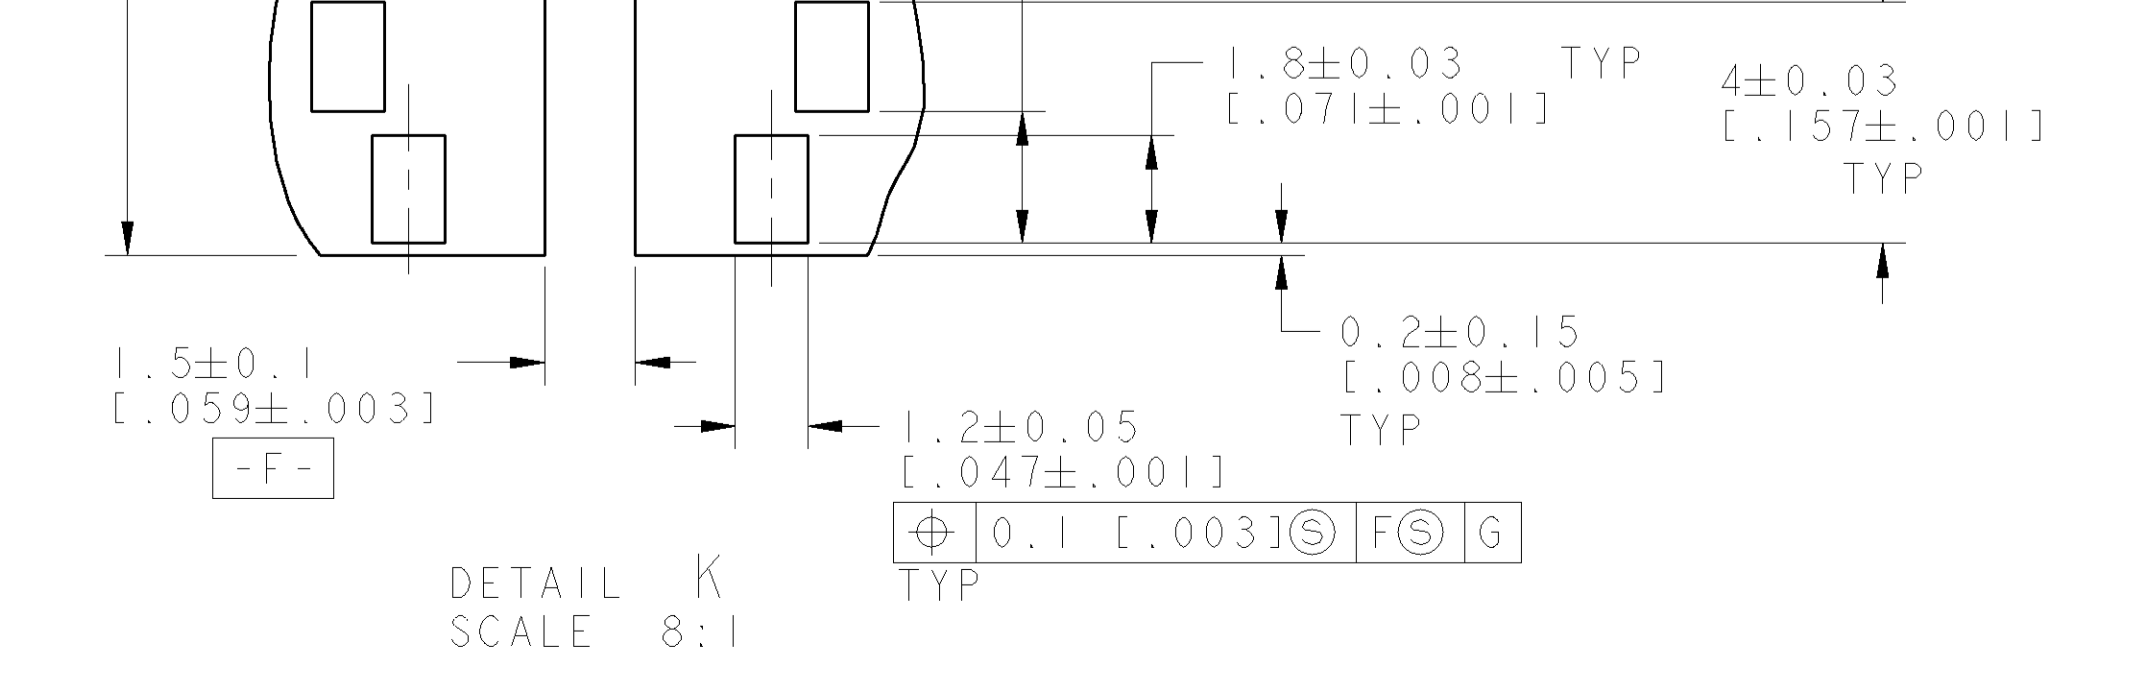 1.8±0.03 TYP
[.071±.001]
4±0.03
[.157±.001]
TYP
0.2±0.15
[.008±.005]
TYP
1.5±0.1
[.059±.003]
-F-
1.2±0.05
[.047±.001]
⌖ 0.1 [.003]Ⓢ FⓈ G
TYP
DETAIL K
SCALE 8:1